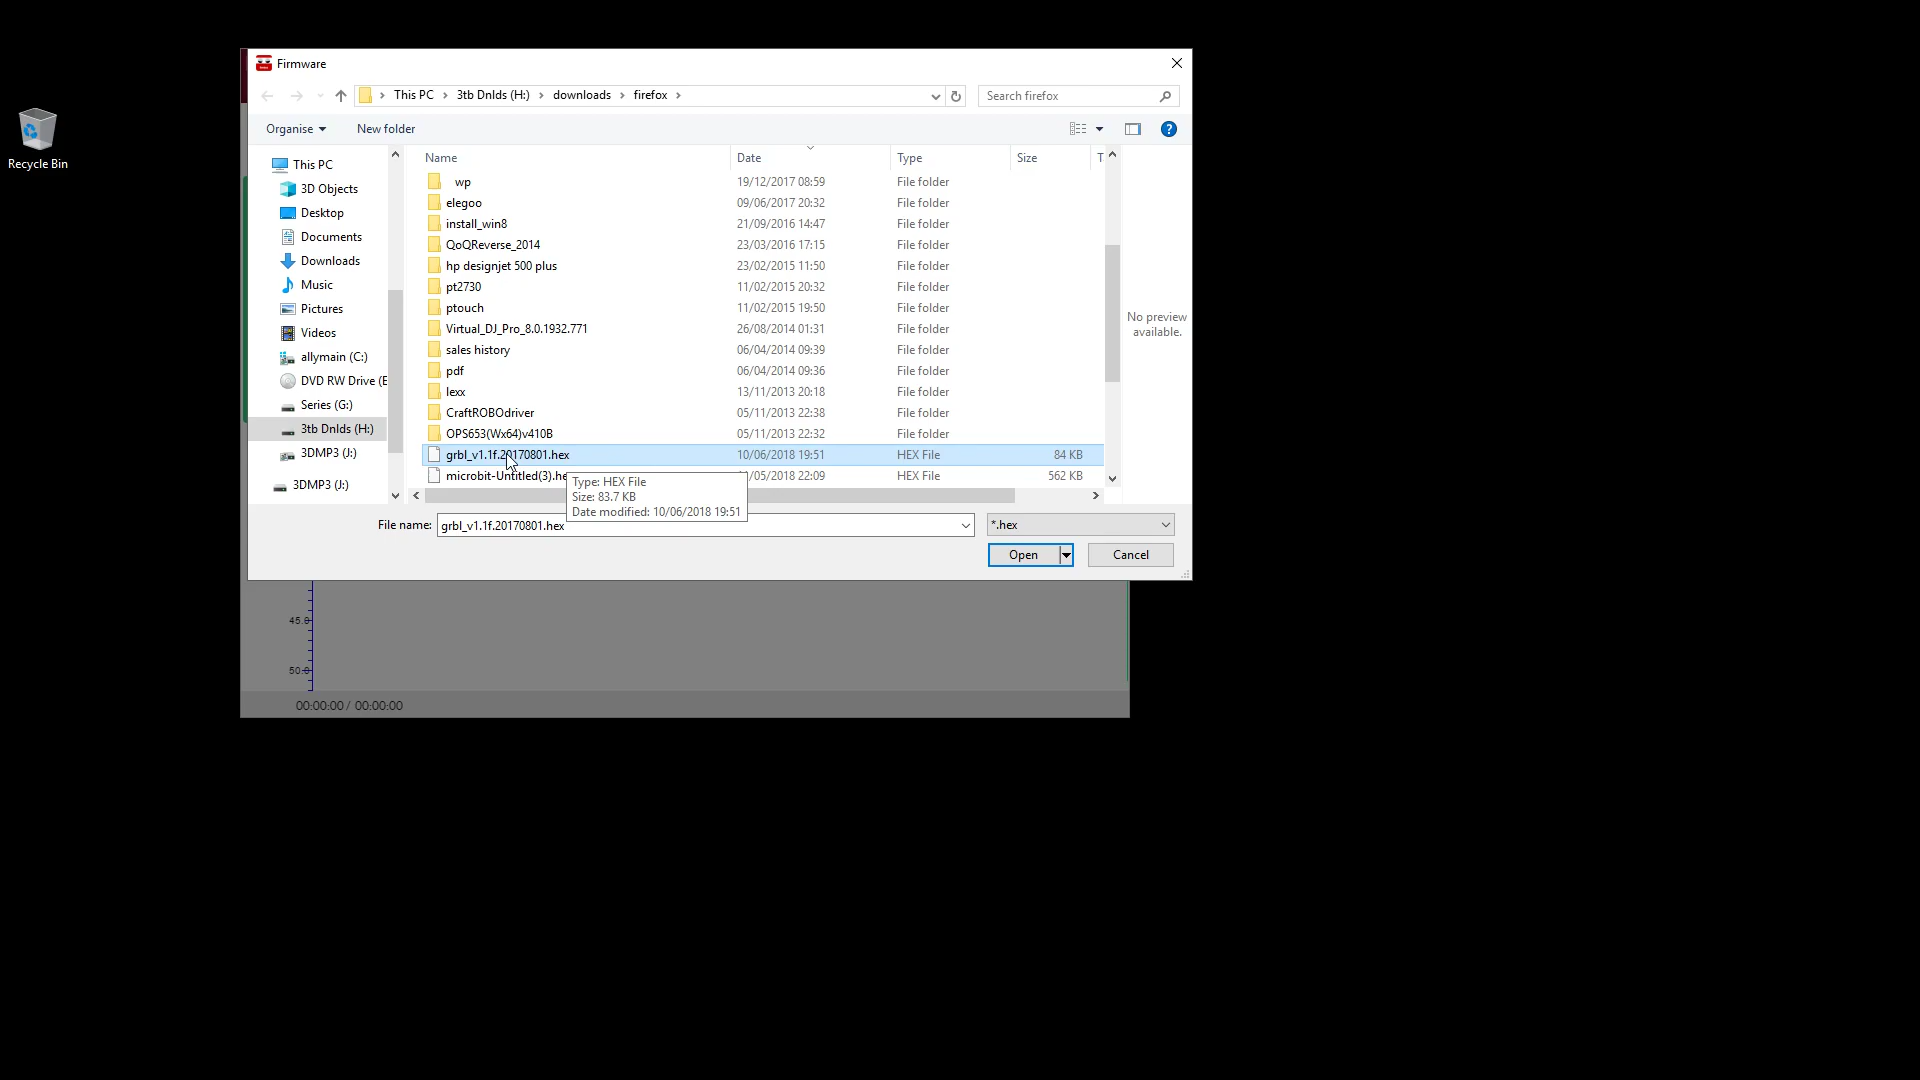 Recycle Bin
Firmware
This PC > 3tb Dnlds (H:) > downloads > firefox >
Search firefox
Organise
New folder
?
This PC
3D Objects
Desktop
Documents
Downloads
Music
Pictures
Videos
allymain (C:)
DVD RW Drive (E
Series (G:)
3tb Dnlds (H:)
3DMP3 (J:)
3DMP3 (J:)
Name Date Type Size T
wp 19/12/2017 08:59 File folder
elegoo 09/06/2017 20:32 File folder
install_win8 21/09/2016 14:47 File folder
QoQReverse_2014 23/03/2016 17:15 File folder
hp designjet 500 plus 23/02/2015 11:50 File folder
pt2730 11/02/2015 20:32 File folder
ptouch 11/02/2015 19:50 File folder
Virtual_DJ_Pro_8.0.1932.771 26/08/2014 01:31 File folder
sales history 06/04/2014 09:39 File folder
pdf 06/04/2014 09:36 File folder
lexx 13/11/2013 20:18 File folder
CraftROBOdriver 05/11/2013 22:38 File folder
OPS653(Wx64)v410B 05/11/2013 22:32 File folder
grbl_v1.1f.20170801.hex 10/06/2018 19:51 HEX File 84 KB
microbit-Untitled(3).he 1/05/2018 22:09 HEX File 562 KB
Type: HEX File
Size: 83.7 KB
Date modified: 10/06/2018 19:51
No preview
available.
File name: grbl_v1.1f.20170801.hex
*.hex
Open
Cancel
45.0
50.0
00:00:00 / 00:00:00